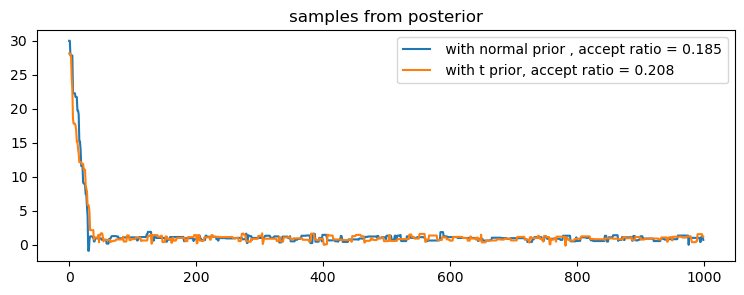 samples from posterior
with normal prior , accept ratio = 0.185
with t prior, accept ratio = 0.208
30
25
20
15
10
5
0
0 200 400 600 800 1000